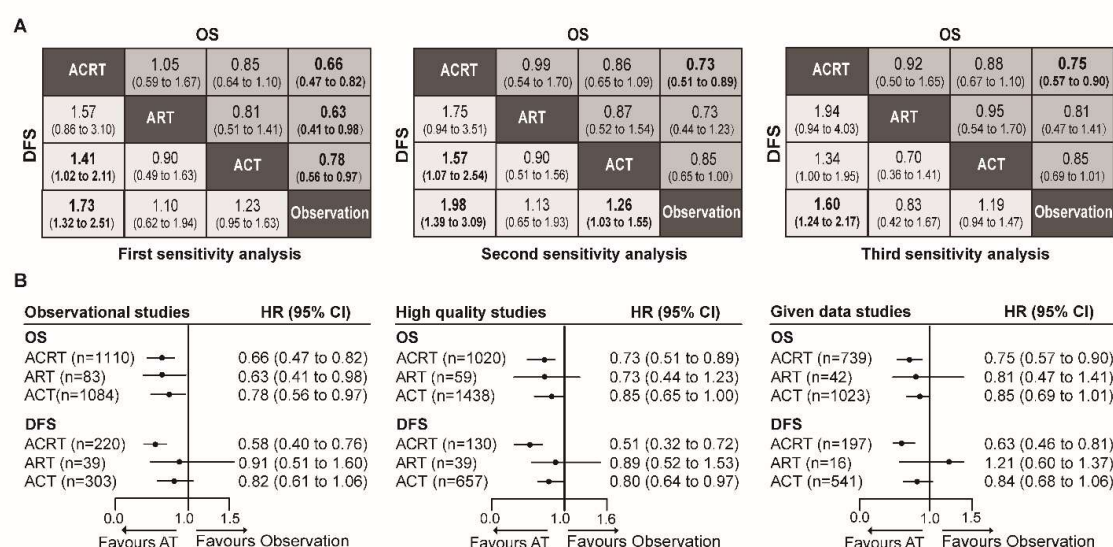 A
OS
OS
OS
DFS
ACRT 1.05 0.85 0.66
(0.59 to 1.67) (0.64 to 1.10) (0.47 to 0.82)
1.57 ART 0.81 0.63
(0.86 to 3.10) (0.51 to 1.41) (0.41 to 0.98)
1.41 0.90 ACT 0.78
(1.02 to 2.11) (0.49 to 1.63) (0.56 to 0.97)
1.73 1.10 1.23 Observation
(1.32 to 2.51) (0.62 to 1.94) (0.95 to 1.63)
First sensitivity analysis
DFS
ACRT 0.99 0.86 0.73
(0.54 to 1.70) (0.65 to 1.09) (0.51 to 0.89)
1.75 ART 0.87 0.73
(0.94 to 3.51) (0.52 to 1.54) (0.44 to 1.23)
1.57 0.90 ACT 0.85
(1.07 to 2.54) (0.51 to 1.56) (0.65 to 1.00)
1.98 1.13 1.26 Observation
(1.39 to 3.09) (0.65 to 1.93) (1.03 to 1.55)
Second sensitivity analysis
DFS
ACRT 0.92 0.88 0.75
(0.50 to 1.65) (0.67 to 1.10) (0.57 to 0.90)
1.94 ART 0.95 0.81
(0.94 to 4.03) (0.54 to 1.70) (0.47 to 1.41)
1.34 0.70 ACT 0.85
(1.00 to 1.95) (0.36 to 1.41) (0.69 to 1.01)
1.60 0.83 1.19 Observation
(1.24 to 2.17) (0.42 to 1.67) (0.94 to 1.47)
Third sensitivity analysis
B
Observational studies HR (95% CI)
OS
ACRT (n=1110) 0.66 (0.47 to 0.82)
ART (n=83) 0.63 (0.41 to 0.98)
ACT(n=1084) 0.78 (0.56 to 0.97)
DFS
ACRT (n=220) 0.58 (0.40 to 0.76)
ART (n=39) 0.91 (0.51 to 1.60)
ACT (n=303) 0.82 (0.61 to 1.06)
0.0 1.0 1.5
Favours AT Favours Observation
High quality studies HR (95% CI)
OS
ACRT (n=1020) 0.73 (0.51 to 0.89)
ART (n=59) 0.73 (0.44 to 1.23)
ACT (n=1438) 0.85 (0.65 to 1.00)
DFS
ACRT (n=130) 0.51 (0.32 to 0.72)
ART (n=39) 0.89 (0.52 to 1.53)
ACT (n=657) 0.80 (0.64 to 0.97)
0.0 1.0 1.6
Favours AT Favours Observation
Given data studies HR (95% CI)
OS
ACRT (n=739) 0.75 (0.57 to 0.90)
ART (n=42) 0.81 (0.47 to 1.41)
ACT (n=1023) 0.85 (0.69 to 1.01)
DFS
ACRT (n=197) 0.63 (0.46 to 0.81)
ART (n=16) 1.21 (0.60 to 1.37)
ACT (n=541) 0.84 (0.68 to 1.06)
0.0 1.0 1.5
Favours AT Favours Observation